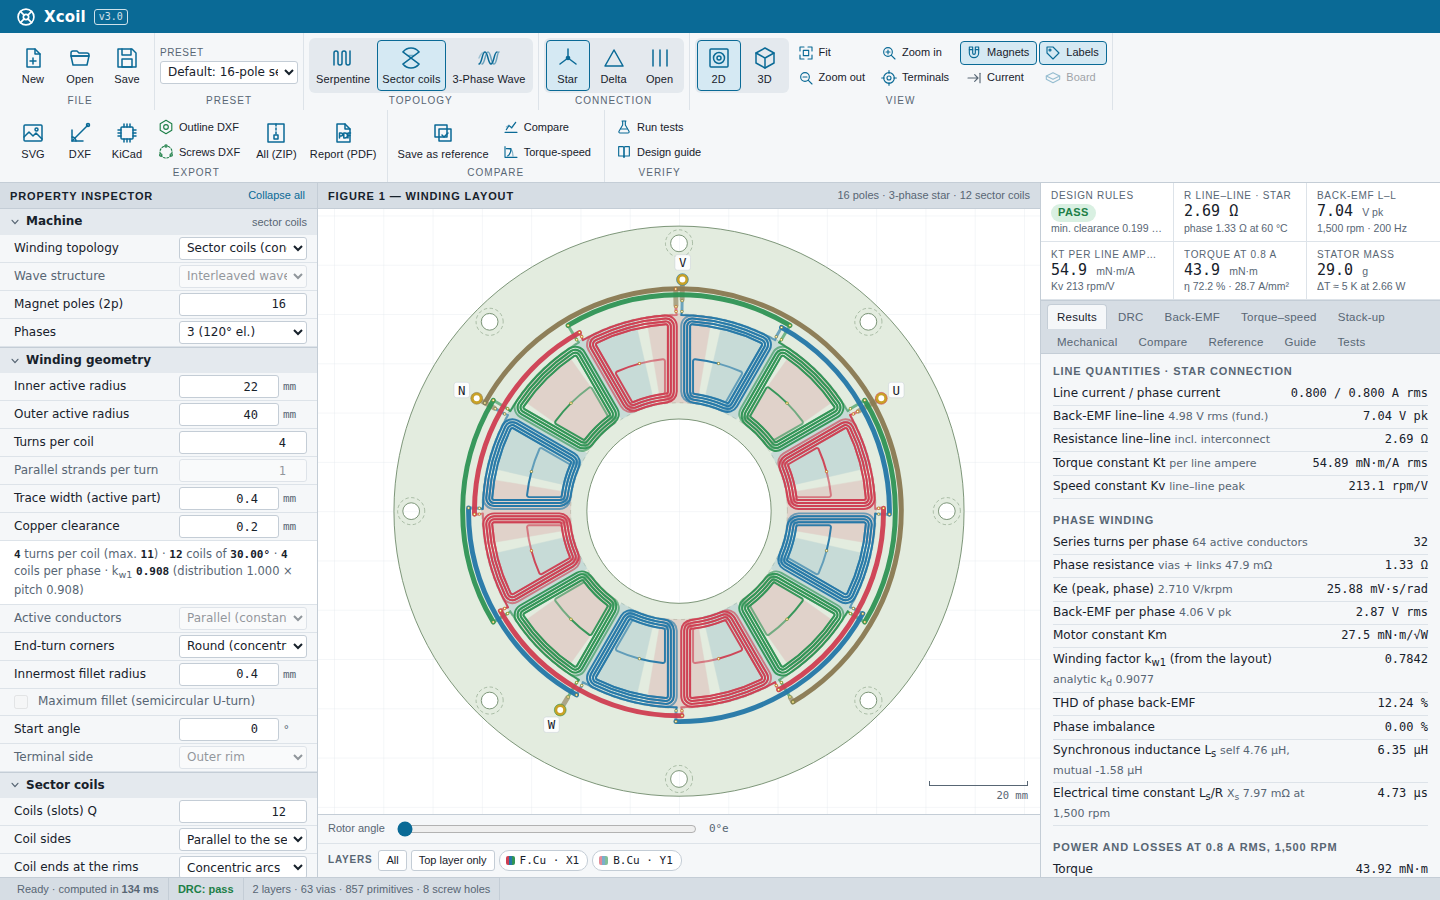 Xcoil v3.0
New Open Save
FILE
PRESET
Default: 16-pole se
PRESET
Serpentine Sector coils 3-Phase Wave
TOPOLOGY
Star Delta Open
CONNECTION
2D 3D
Fit Zoom in Magnets Labels
Zoom out Terminals Current Board
VIEW
SVG DXF KiCad
Outline DXF
Screws DXF
All (ZIP) Report (PDF)
EXPORT
Save as reference
Compare
Torque-speed
COMPARE
Run tests
Design guide
VERIFY
PROPERTY INSPECTOR Collapse all
Machine sector coils
Winding topology Sector coils (con
Wave structure Interleaved wave
Magnet poles (2p) 16
Phases 3 (120° el.)
Winding geometry
Inner active radius 22 mm
Outer active radius 40 mm
Turns per coil 4
Parallel strands per turn 1
Trace width (active part) 0.4 mm
Copper clearance 0.2 mm
4 turns per coil (max. 11) · 12 coils of 30.00° · 4
coils per phase · kw1 0.908 (distribution 1.000 ×
pitch 0.908)
Active conductors Parallel (constan
End-turn corners Round (concentr
Innermost fillet radius 0.4 mm
Maximum fillet (semicircular U-turn)
Start angle 0 °
Terminal side Outer rim
Sector coils
Coils (slots) Q 12
Coil sides Parallel to the se
Coil ends at the rims Concentric arcs
FIGURE 1 — WINDING LAYOUT 16 poles · 3-phase star · 12 sector coils
V
N
U
W
20 mm
Rotor angle 0°e
LAYERS All Top layer only F.Cu · X1 B.Cu · Y1
DESIGN RULES
PASS
min. clearance 0.199 …
R LINE–LINE · STAR
2.69 Ω
phase 1.33 Ω at 60 °C
BACK-EMF L–L
7.04 V pk
1,500 rpm · 200 Hz
KT PER LINE AMP…
54.9 mN·m/A
Kv 213 rpm/V
TORQUE AT 0.8 A
43.9 mN·m
η 72.2 % · 28.7 A/mm²
STATOR MASS
29.0 g
ΔT ≈ 5 K at 2.66 W
Results DRC Back-EMF Torque–speed Stack-up
Mechanical Compare Reference Guide Tests
LINE QUANTITIES · STAR CONNECTION
Line current / phase current 0.800 / 0.800 A rms
Back-EMF line–line 4.98 V rms (fund.) 7.04 V pk
Resistance line–line incl. interconnect 2.69 Ω
Torque constant Kt per line ampere 54.89 mN·m/A rms
Speed constant Kv line–line peak 213.1 rpm/V
PHASE WINDING
Series turns per phase 64 active conductors 32
Phase resistance vias + links 47.9 mΩ 1.33 Ω
Ke (peak, phase) 2.710 V/krpm 25.88 mV·s/rad
Back-EMF per phase 4.06 V pk 2.87 V rms
Motor constant Km 27.5 mN·m/√W
Winding factor kw1 (from the layout) 0.7842
analytic kd 0.9077
THD of phase back-EMF 12.24 %
Phase imbalance 0.00 %
Synchronous inductance Ls self 4.76 µH, 6.35 µH
mutual -1.58 µH
Electrical time constant Ls/R Xs 7.97 mΩ at 4.73 µs
1,500 rpm
POWER AND LOSSES AT 0.8 A RMS, 1,500 RPM
Torque 43.92 mN·m
Ready · computed in 134 ms DRC: pass 2 layers · 63 vias · 857 primitives · 8 screw holes